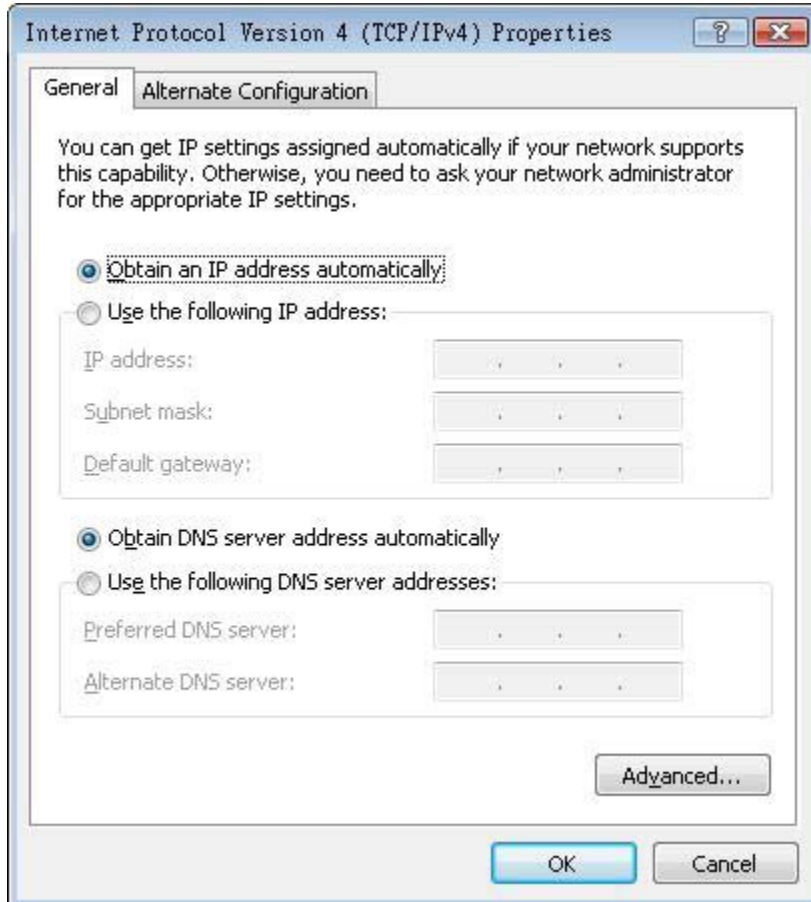 Internet Protocol Version 4 (TCP/IPv4) Properties
General
Alternate Configuration
You can get IP settings assigned automatically if your network supports
this capability. Otherwise, you need to ask your network administrator
for the appropriate IP settings.
Obtain an IP address automatically
Use the following IP address:
IP address:
Subnet mask:
Default gateway:
Obtain DNS server address automatically
Use the following DNS server addresses:
Preferred DNS server:
Alternate DNS server:
Advanced...
OK
Cancel